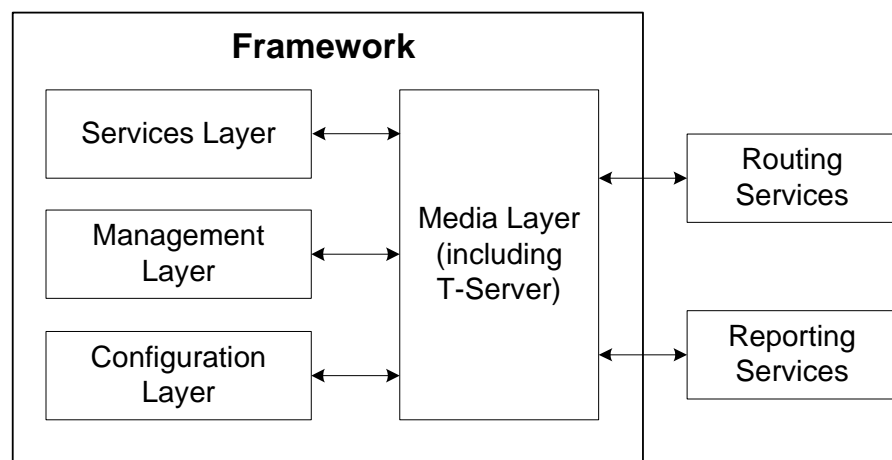 Framework
Services Layer
Management
Layer
Configuration
Layer
Media Layer
(including
T-Server)
Routing
Services
Reporting
Services